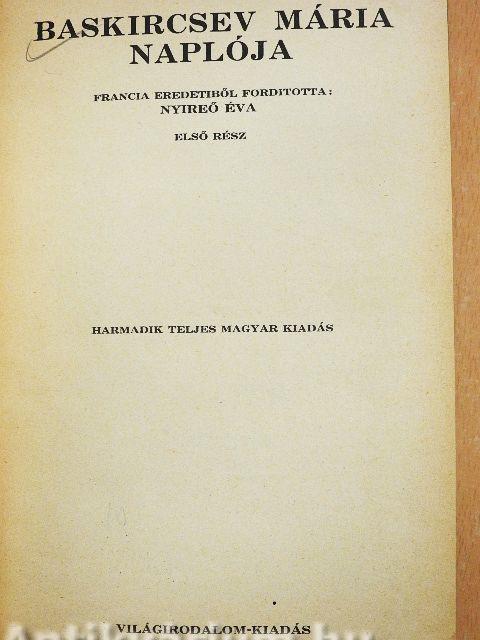 BASKIRCSEV MÁRIA
NAPLÓJA
FRANCIA EREDETIBŐL FORDITOTTA:
NYIREŐ ÉVA
ELSŐ RÉSZ
HARMADIK TELJES MAGYAR KIADÁS
VILÁGIRODALOM-KIADÁS